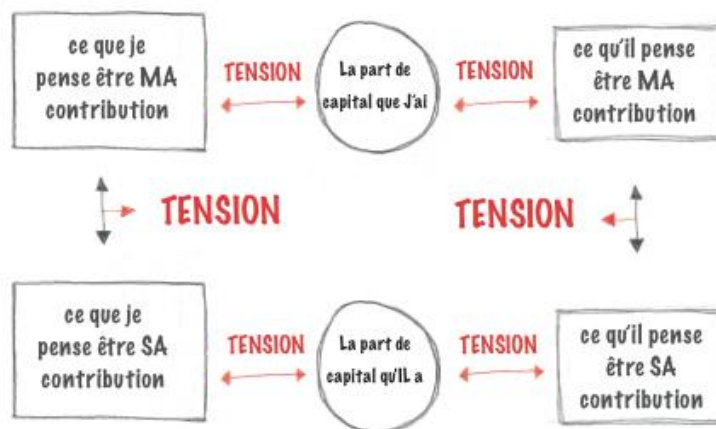 ce que je
pense être MA
contribution
TENSION
La part de
capital que J'ai
TENSION
ce qu'il pense
être MA
contribution
TENSION
TENSION
ce que je
pense être SA
contribution
TENSION
La part de
capital qu'IL a
TENSION
ce qu'il pense
être SA
contribution